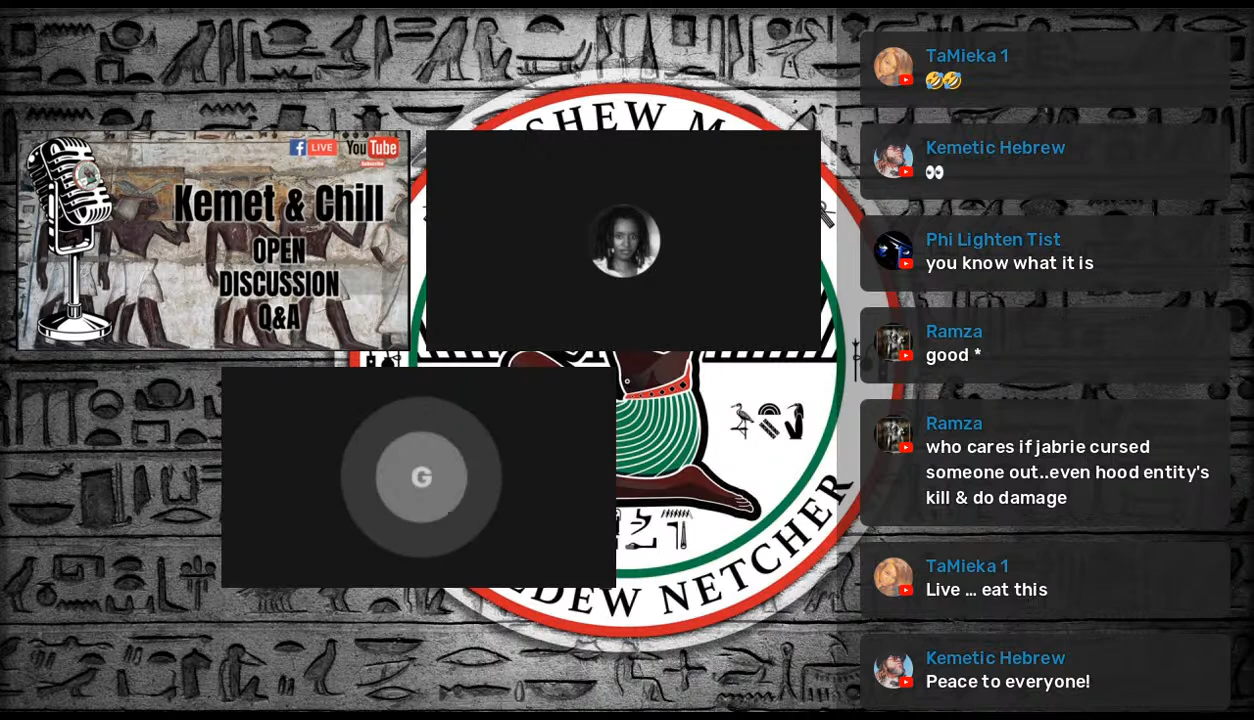 LIVE
YouTube
Subscribe
Kemet & Chill
OPEN
DISCUSSION
Q&A
SHEW M
DEW NETCHER
G
TaMieka 1
🤣🤣
Kemetic Hebrew
👀
Phi Lighten Tist
you know what it is
Ramza
good *
Ramza
who cares if jabrie cursed
someone out..even hood entity's
kill & do damage
TaMieka 1
Live ... eat this
Kemetic Hebrew
Peace to everyone!